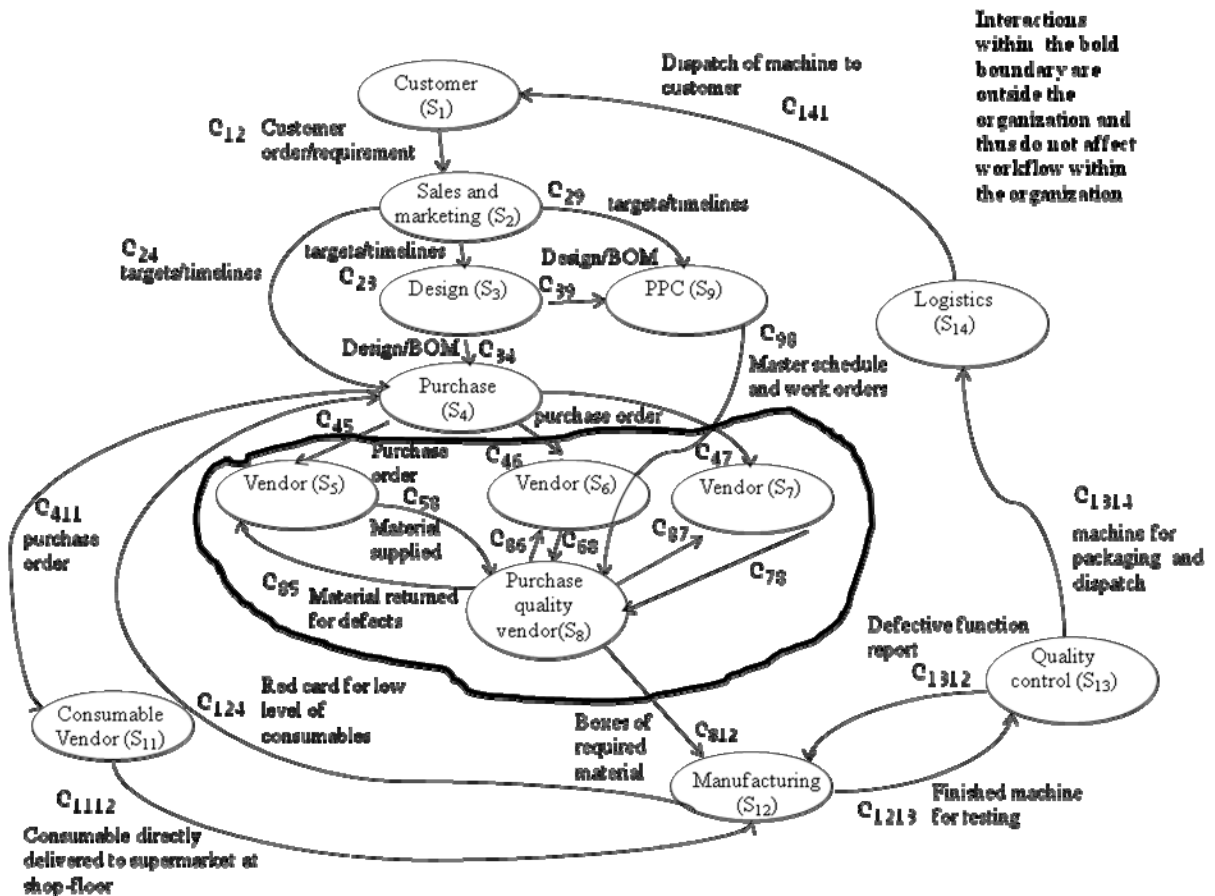 Interactions
within the bold
boundary are
outside the
organization and
thus do not affect
workflow within
the organization
Dispatch of machine to
customer
C141
Customer
(S1)
C12 Customer
order/requirement
Sales and
marketing (S2)
C29
targets/timelines
C24
targets/timelines
targets/timelines
C23
Design (S3)
Design/BOM
C39
PPC (S9)
Logistics
(S14)
C98
Master schedule
and work orders
Design/BOM C34
Purchase
(S4)
purchase order
C45
Purchase
order
C46
C47
Vendor (S5)
Vendor (S6)
Vendor (S7)
C58
Material
supplied
C86
C68
C87
C78
C85
Material returned
for defects
Purchase
quality
vendor(S8)
C411
purchase
order
C1314
machine for
packaging and
dispatch
Defective function
report
C1312
Quality
control (S13)
Consumable
Vendor (S11)
C124
Red card for low
level of
consumables
Boxes of
required
material
C812
Manufacturing
(S12)
C1213
Finished machine
for testing
C1112
Consumable directly
delivered to supermarket at
shop-floor